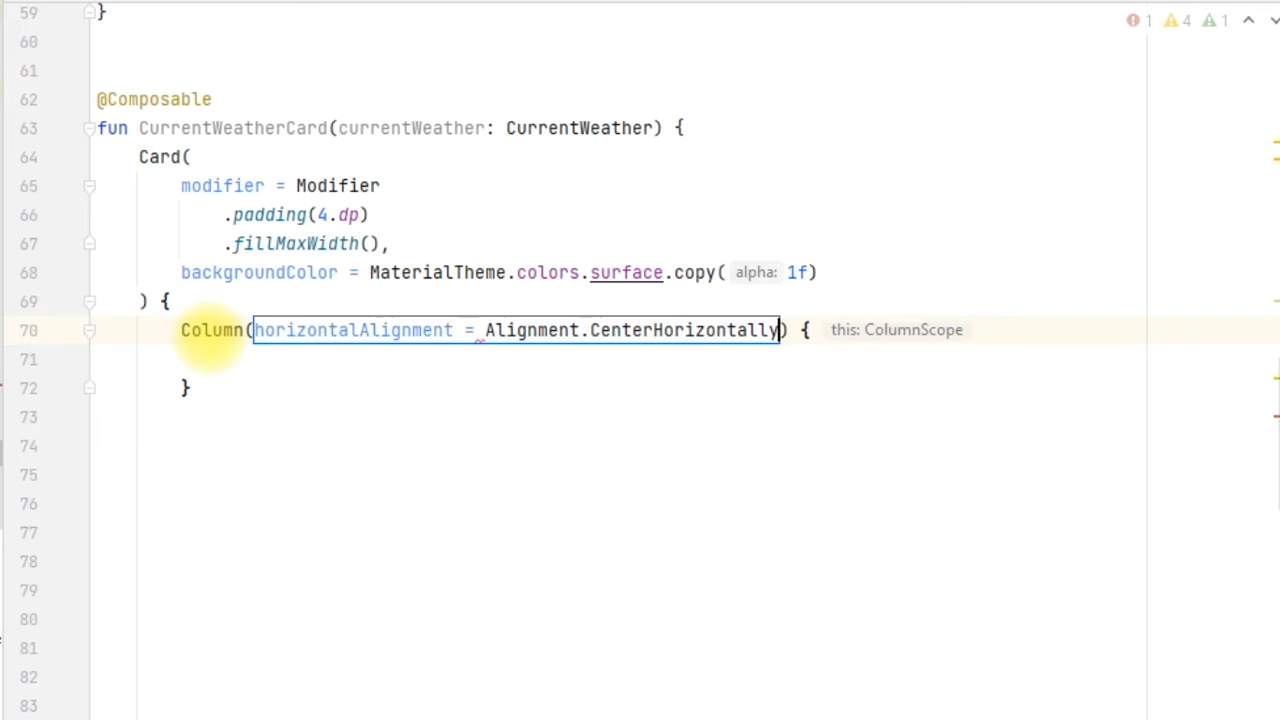 59 }
1 4 1
60
61
62 @Composable
63 fun CurrentWeatherCard(currentWeather: CurrentWeather) {
64 Card(
65 modifier = Modifier
66 .padding(4.dp)
67 .fillMaxWidth(),
68 backgroundColor = MaterialTheme.colors.surface.copy( alpha: 1f)
69 ) {
70 Column(horizontalAlignment = Alignment.CenterHorizontally) { this: ColumnScope
71
72 }
73
74
75
76
77
78
79
80
81
82
83